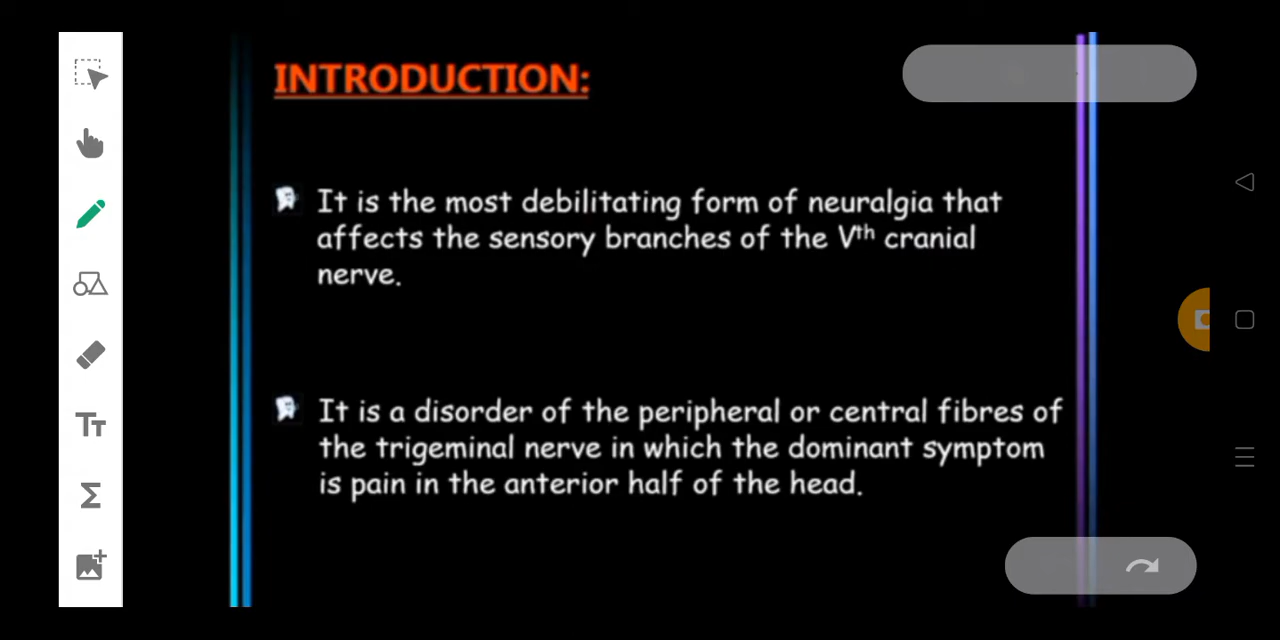 INTRODUCTION:
It is the most debilitating form of neuralgia that
affects the sensory branches of the Vth cranial
nerve.
It is a disorder of the peripheral or central fibres of
the trigeminal nerve in which the dominant symptom
is pain in the anterior half of the head.